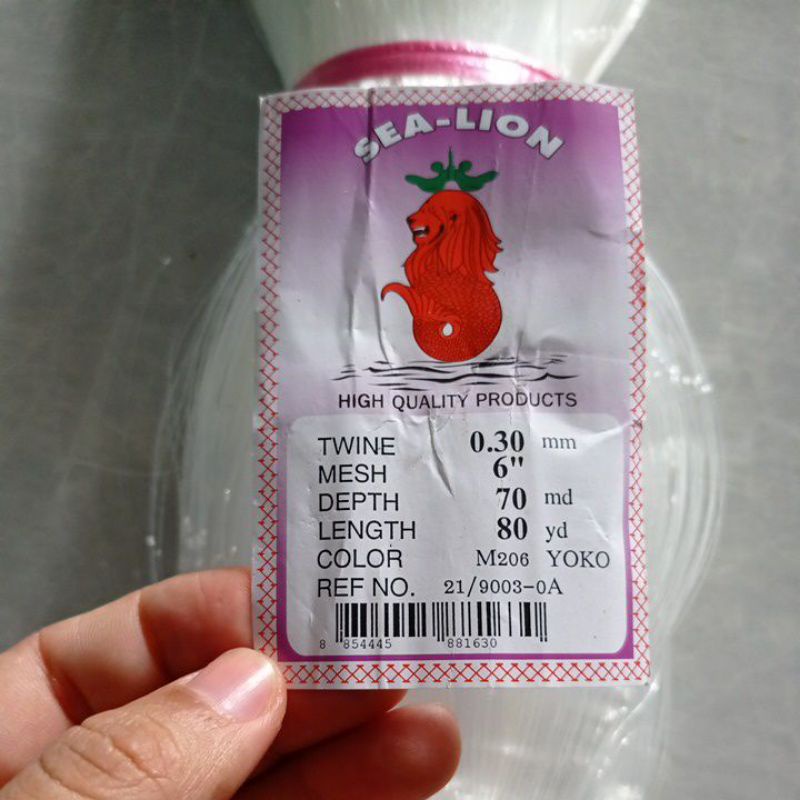 SEA-LION
HIGH QUALITY PRODUCTS
TWINE 0.30 mm
MESH 6"
DEPTH 70 md
LENGTH 80 yd
COLOR M206 YOKO
REF NO. 21/9003-0A
8 854445 881630